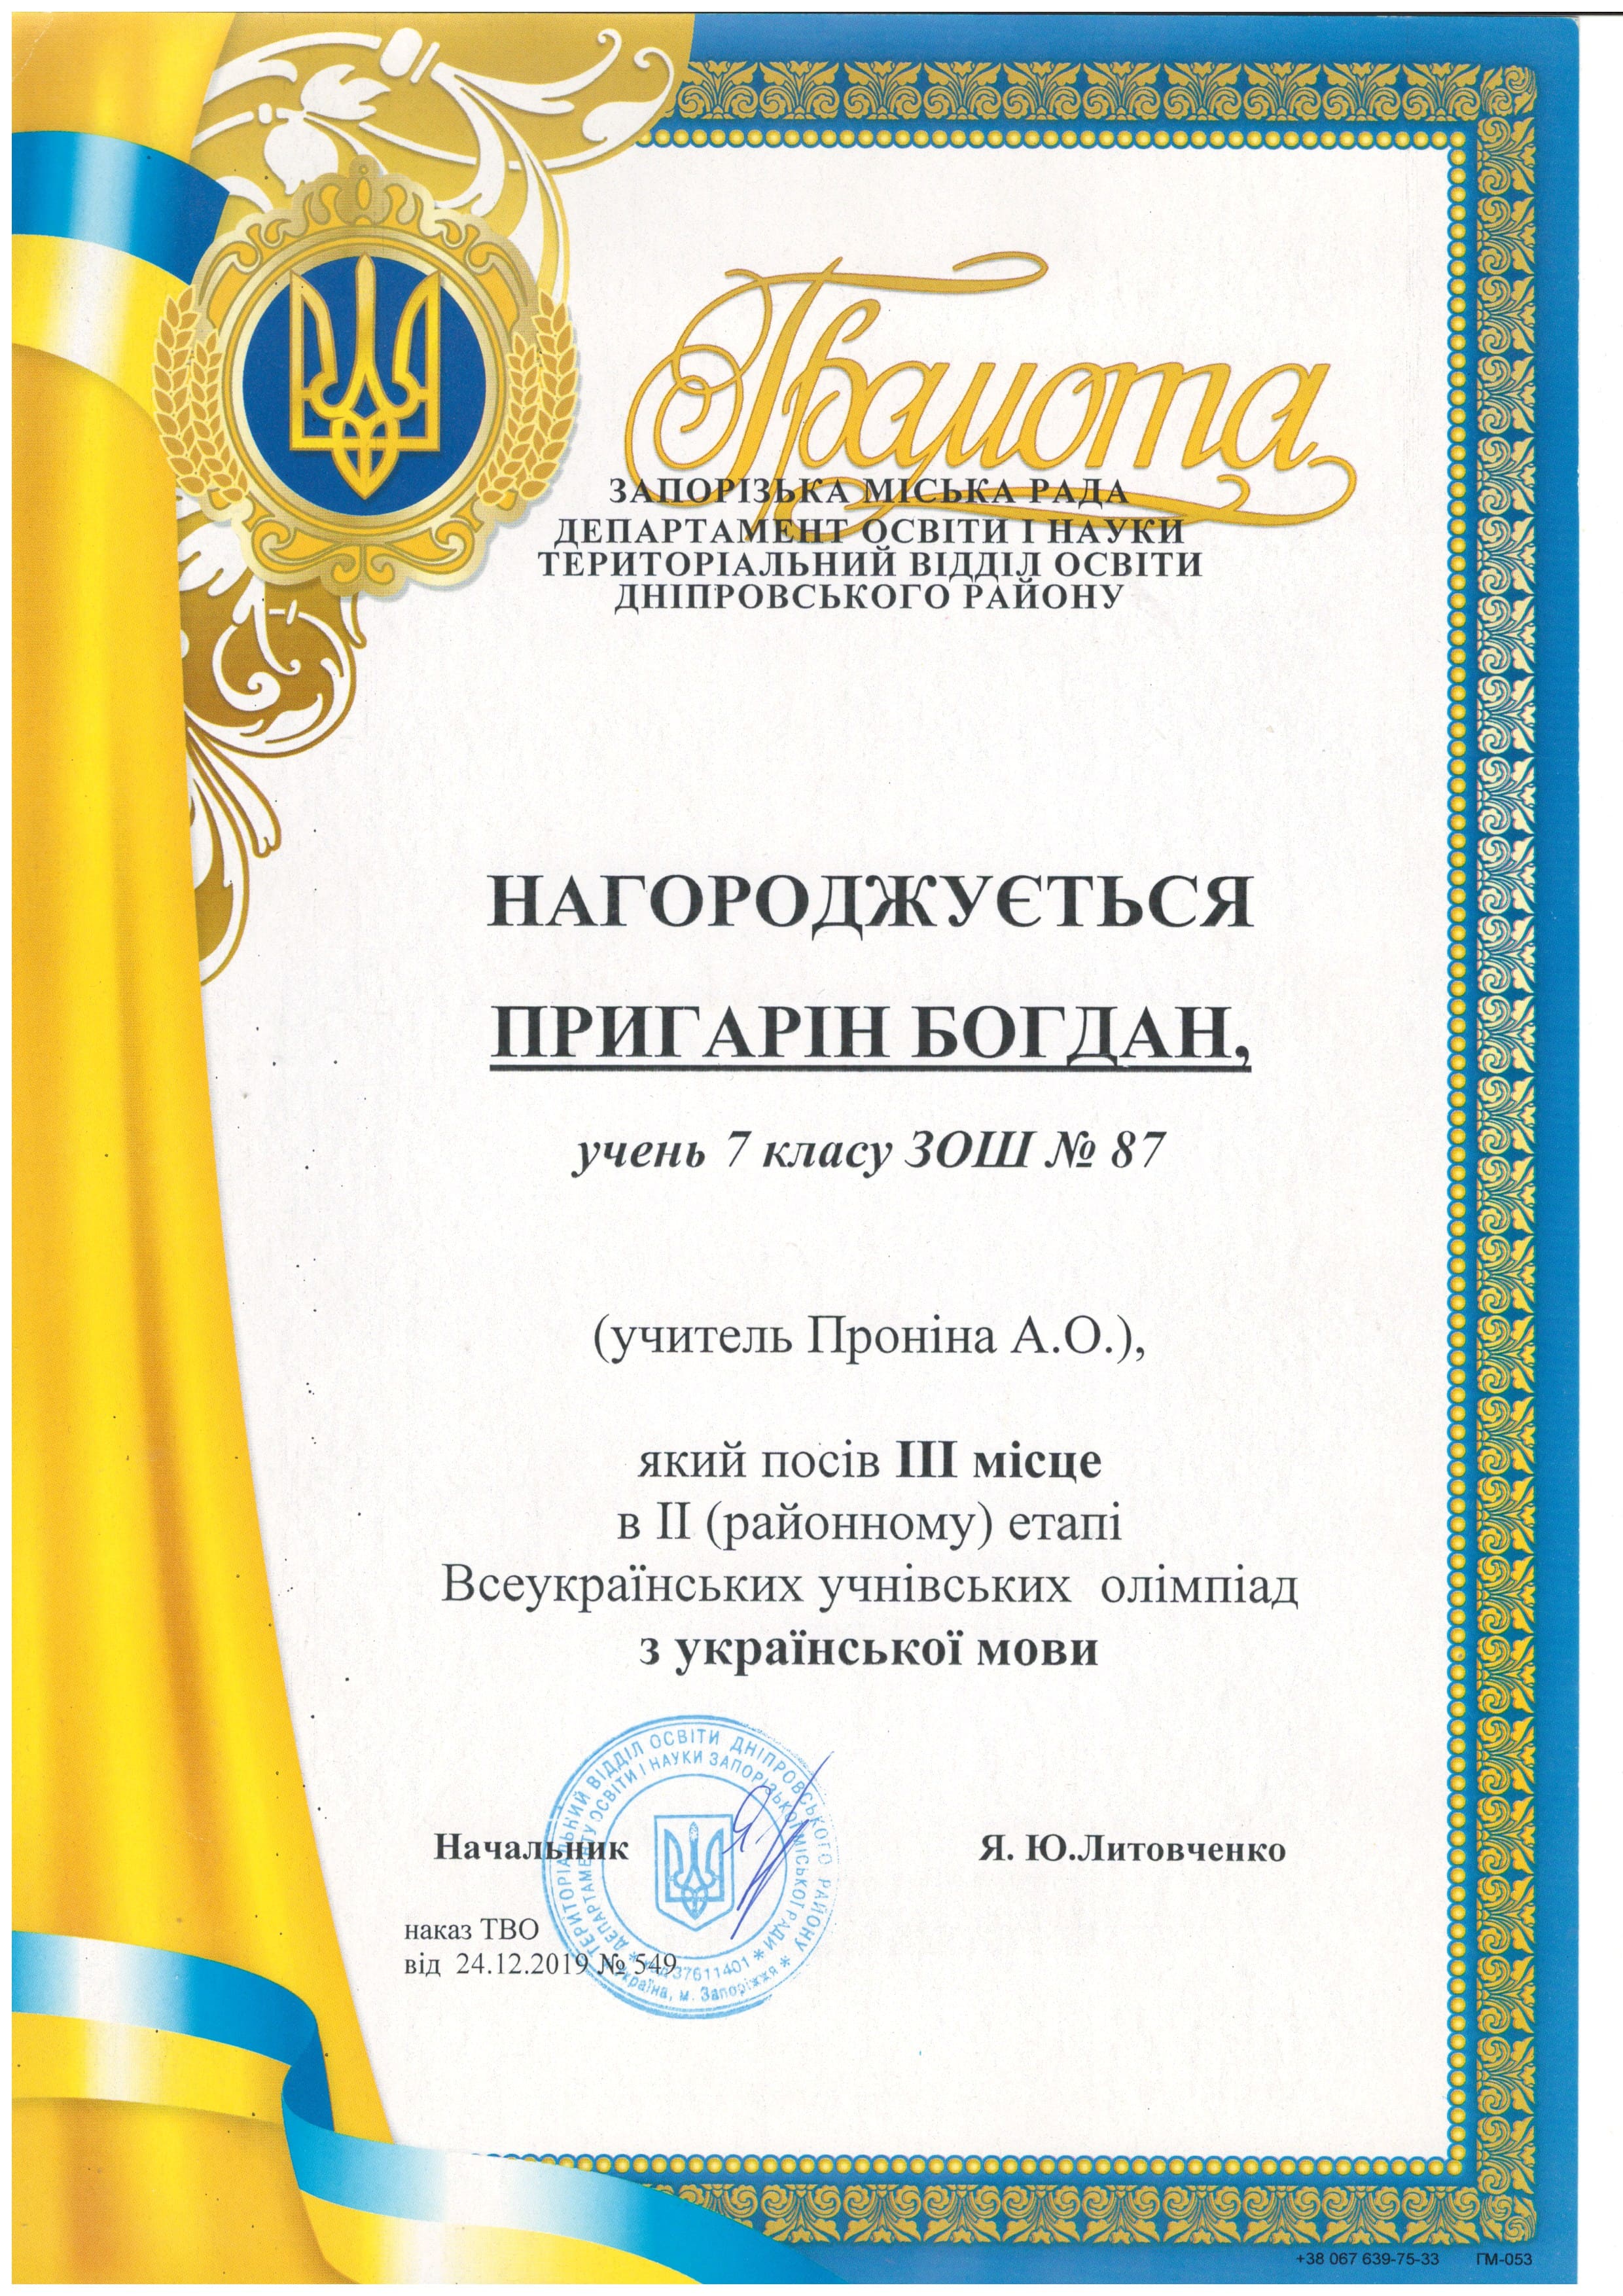 Грамота
ЗАПОРІЗЬКА МІСЬКА РАДА
ДЕПАРТАМЕНТ ОСВІТИ І НАУКИ
ТЕРИТОРІАЛЬНИЙ ВІДДІЛ ОСВІТИ
ДНІПРОВСЬКОГО РАЙОНУ
НАГОРОДЖУЄТЬСЯ
ПРИГАРІН БОГДАН,
учень 7 класу ЗОШ № 87
(учитель Проніна А.О.),
який посів ІІІ місце
в ІІ (районному) етапі
Всеукраїнських учнівських олімпіад
з української мови
ТЕРИТОРІАЛЬНИЙ ВІДДІЛ ОСВІТИ ДНІПРОВСЬКОГО РАЙОНУ
ДЕПАРТАМЕНТУ ОСВІТИ І НАУКИ ЗАПОРІЗЬКОЇ МІСЬКОЇ РАДИ
37611401
Україна, м. Запоріжжя
Начальник Я. Ю.Литовченко
наказ ТВО
від 24.12.2019 № 549
+38 067 639-75-33 ГМ-053